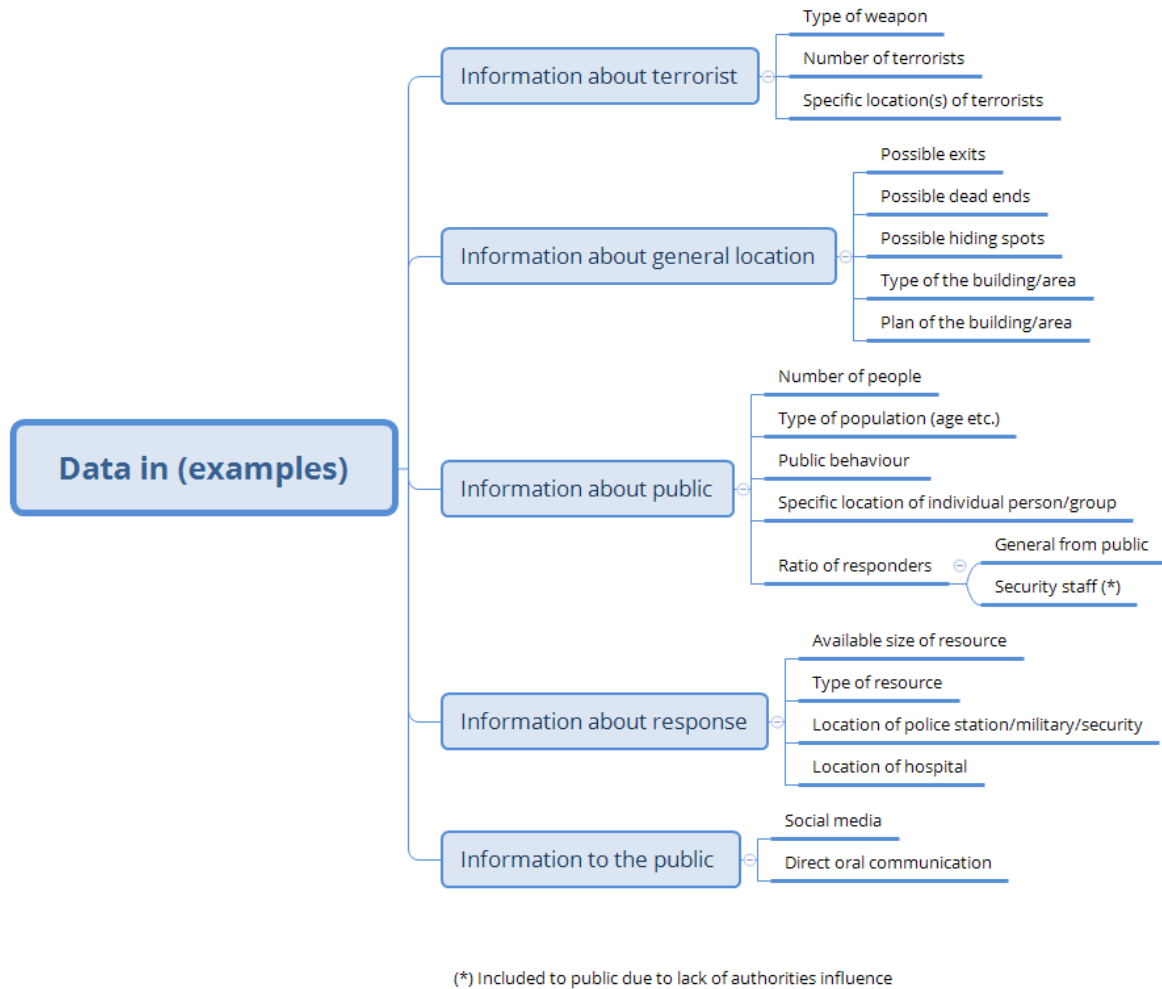 Data in (examples)
Information about terrorist
Type of weapon
Number of terrorists
Specific location(s) of terrorists
Information about general location
Possible exits
Possible dead ends
Possible hiding spots
Type of the building/area
Plan of the building/area
Information about public
Number of people
Type of population (age etc.)
Public behaviour
Specific location of individual person/group
Ratio of responders
General from public
Security staff (*)
Information about response
Available size of resource
Type of resource
Location of police station/military/security
Location of hospital
Information to the public
Social media
Direct oral communication
(*) Included to public due to lack of authorities influence